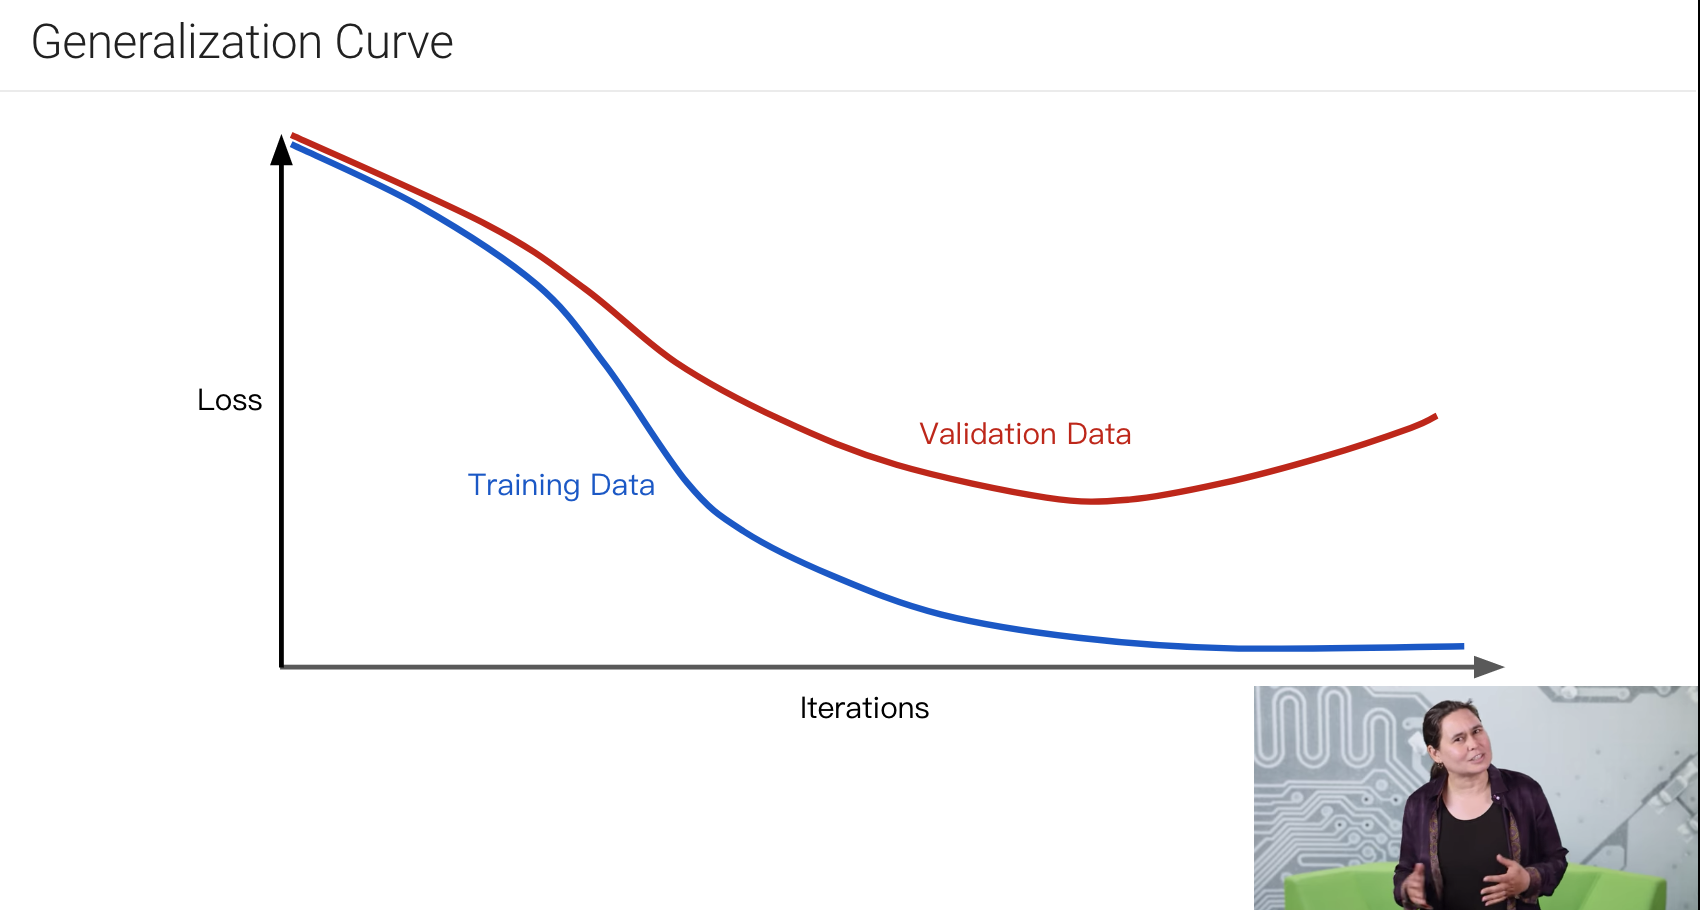 Generalization Curve
Loss
Validation Data
Training Data
Iterations